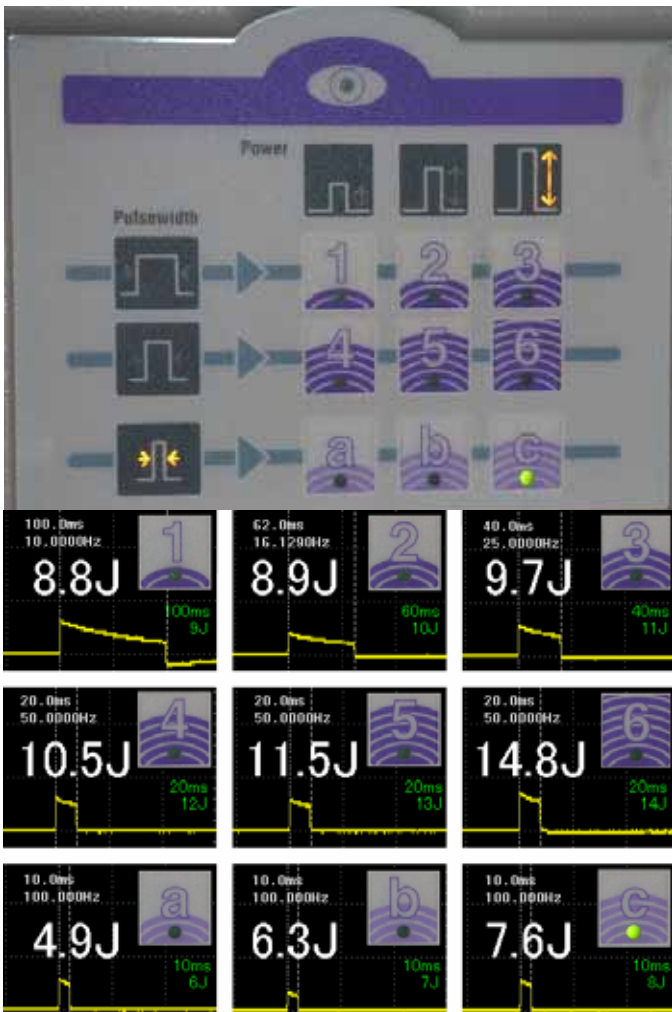 Power
Pulsewidth
1 2 3
4 5 6
a b c
100.0ms
10.0000Hz
1
8.8J
100ms
9J
62.0ms
16.1290Hz
2
8.9J
60ms
10J
40.0ms
25.0000Hz
3
9.7J
40ms
11J
20.0ms
50.0000Hz
4
10.5J
20ms
12J
20.0ms
50.0000Hz
5
11.5J
20ms
13J
20.0ms
50.0000Hz
6
14.8J
20ms
14J
10.0ms
100.000Hz
a
4.9J
10ms
6J
10.0ms
100.000Hz
b
6.3J
10ms
7J
10.0ms
100.000Hz
c
7.6J
10ms
8J